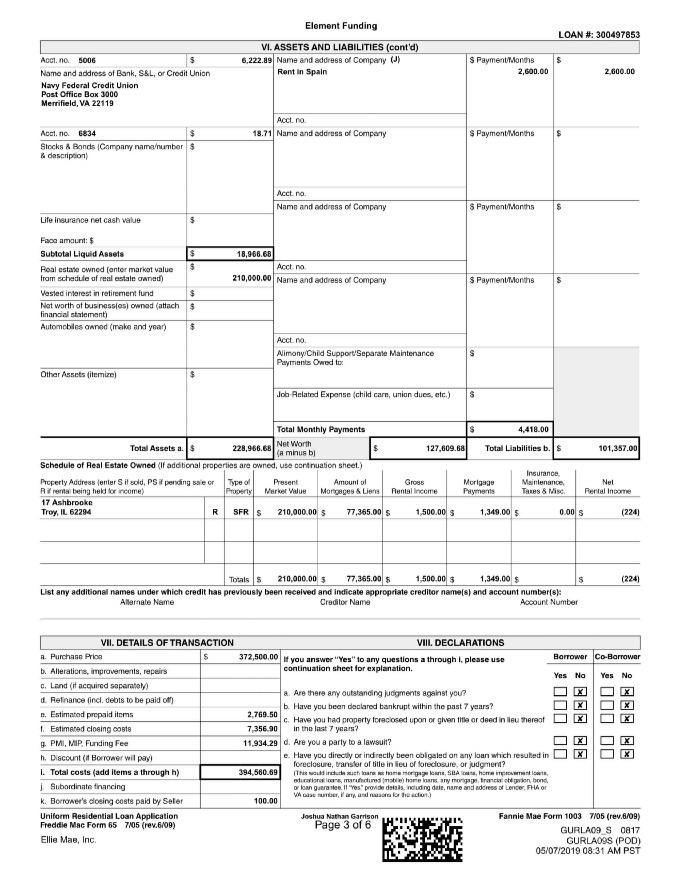 Element Funding
LOAN #: 300497853
VI. ASSETS AND LIABILITIES (cont'd)
Acct. no. 5006 $ 6,222.89
Name and address of Bank, S&L, or Credit Union
Navy Federal Credit Union
Post Office Box 3000
Merrifield, VA 22119
Acct. no. 6834 $ 18.71
Stocks & Bonds (Company name/number $
& description)
Life insurance net cash value $
Face amount: $
Subtotal Liquid Assets $ 18,966.68
Real estate owned (enter market value $
from schedule of real estate owned) 210,000.00
Vested interest in retirement fund $
Net worth of business(es) owned (attach $
financial statement)
Automobiles owned (make and year) $
Other Assets (itemize) $
Total Assets a. $ 228,966.68
Name and address of Company (J) $ Payment/Months $
Rent in Spain 2,600.00 2,600.00
Acct. no.
Name and address of Company $ Payment/Months $
Acct. no.
Name and address of Company $ Payment/Months $
Acct. no.
Name and address of Company $ Payment/Months $
Acct. no.
Alimony/Child Support/Separate Maintenance $
Payments Owed to:
Job-Related Expense (child care, union dues, etc.) $
Total Monthly Payments $ 4,418.00
Net Worth $ 127,609.68 Total Liabilities b. $ 101,357.00
(a minus b)
Schedule of Real Estate Owned (If additional properties are owned, use continuation sheet.)
Property Address (enter S if sold, PS if pending sale or
R if rental being held for income)
Type of
Property
Present
Market Value
Amount of
Mortgages & Liens
Gross
Rental Income
Mortgage
Payments
Insurance,
Maintenance,
Taxes & Misc.
Net
Rental Income
17 Ashbrooke
Troy, IL 62294 R SFR $ 210,000.00 $ 77,365.00 $ 1,500.00 $ 1,349.00 $ 0.00 $ (224)
Totals $ 210,000.00 $ 77,365.00 $ 1,500.00 $ 1,349.00 $ $ (224)
List any additional names under which credit has previously been received and indicate appropriate creditor name(s) and account number(s):
Alternate Name Creditor Name Account Number
VII. DETAILS OF TRANSACTION
a. Purchase Price $ 372,500.00
b. Alterations, improvements, repairs
c. Land (if acquired separately)
d. Refinance (incl. debts to be paid off)
e. Estimated prepaid items 2,769.50
f. Estimated closing costs 7,356.90
g. PMI, MIP, Funding Fee 11,934.29
h. Discount (if Borrower will pay)
i. Total costs (add items a through h) 394,560.69
j. Subordinate financing
k. Borrower's closing costs paid by Seller 100.00
VIII. DECLARATIONS
If you answer "Yes" to any questions a through i, please use
continuation sheet for explanation.
Borrower Co-Borrower
Yes No Yes No
a. Are there any outstanding judgments against you? X X
b. Have you been declared bankrupt within the past 7 years? X X
c. Have you had property foreclosed upon or given title or deed in lieu thereof X X
in the last 7 years?
d. Are you a party to a lawsuit? X X
e. Have you directly or indirectly been obligated on any loan which resulted in X X
foreclosure, transfer of title in lieu of foreclosure, or judgment?
(This would include such loans as home mortgage loans, SBA loans, home improvement loans,
educational loans, manufactured (mobile) home loans, any mortgage, financial obligation, bond,
or loan guarantee. If "Yes," provide details, including date, name and address of Lender, FHA or
VA case number, if any, and reasons for the action.)
Uniform Residential Loan Application
Freddie Mac Form 65 7/05 (rev.6/09)
Ellie Mae, Inc.
Joshua Nathan Garrison
Page 3 of 6
Fannie Mae Form 1003 7/05 (rev.6/09)
GURLA09_S 0817
GURLA09S (POD)
05/07/2019 08:31 AM PST